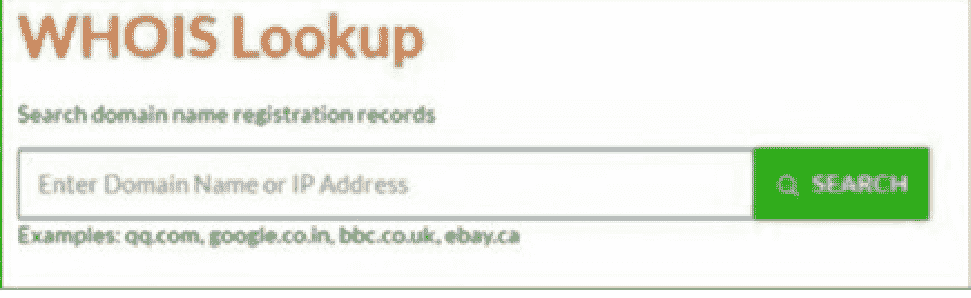 WHOIS Lookup
Search domain name registration records
Enter Domain Name or IP Address
SEARCH
Examples: qq.com, google.co.in, bbc.co.uk, ebay.ca